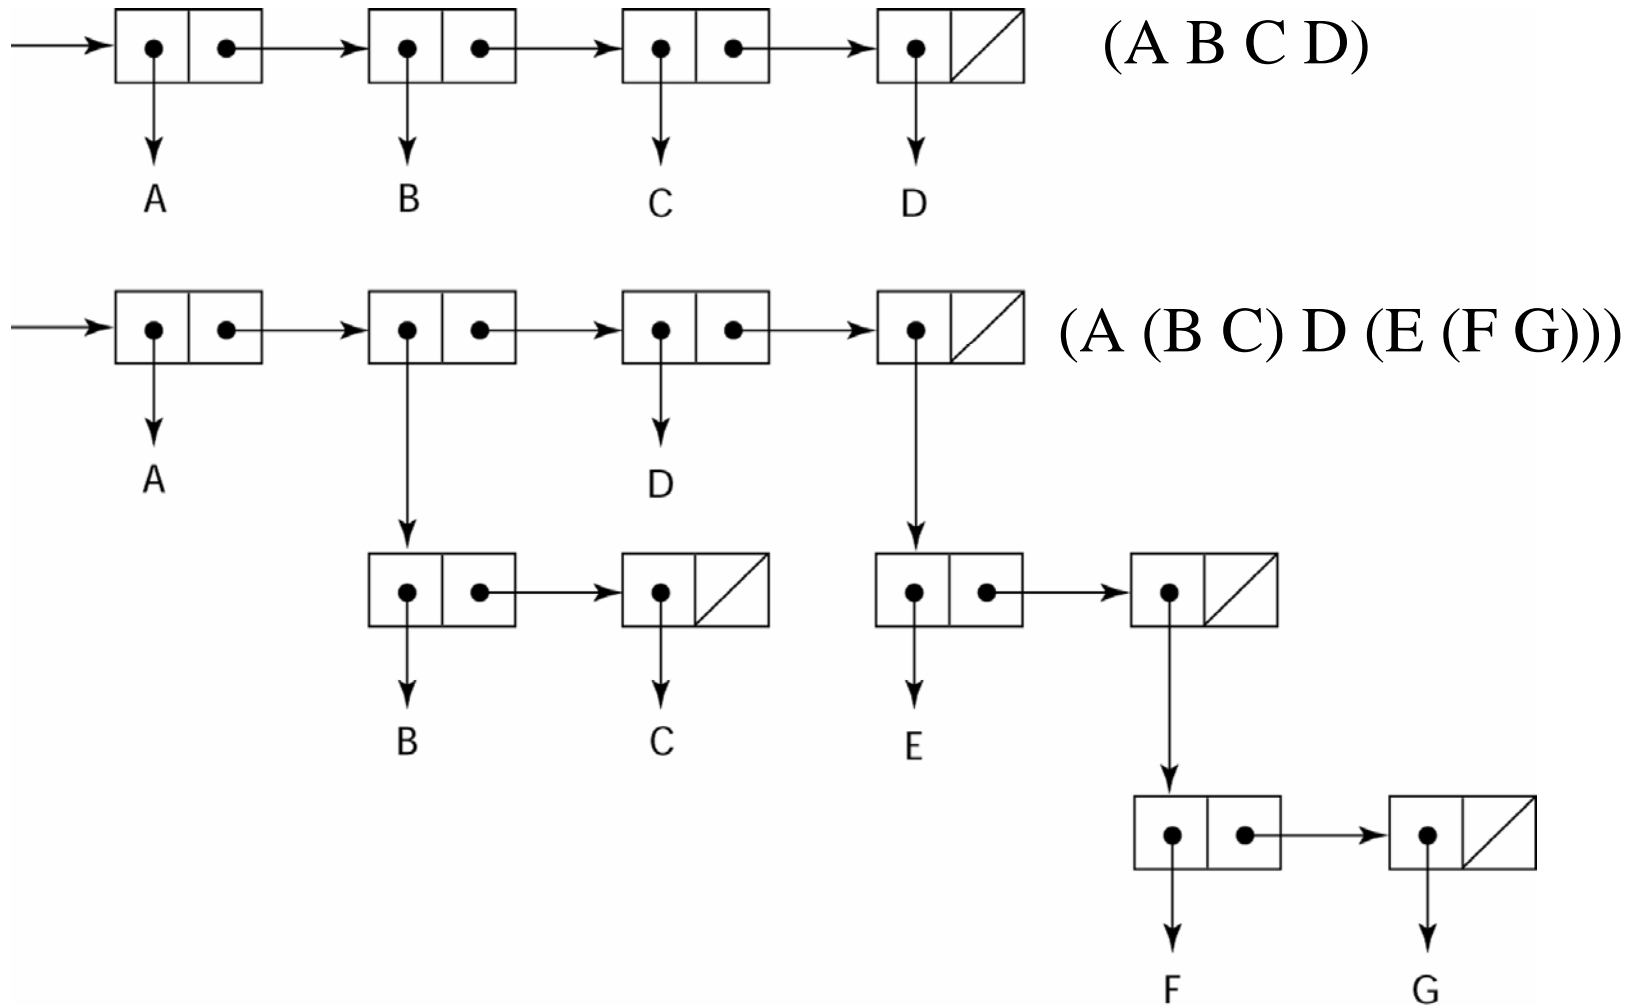 (A B C D)
A B C D
(A (B C) D (E (F G)))
A D
B C E
F G